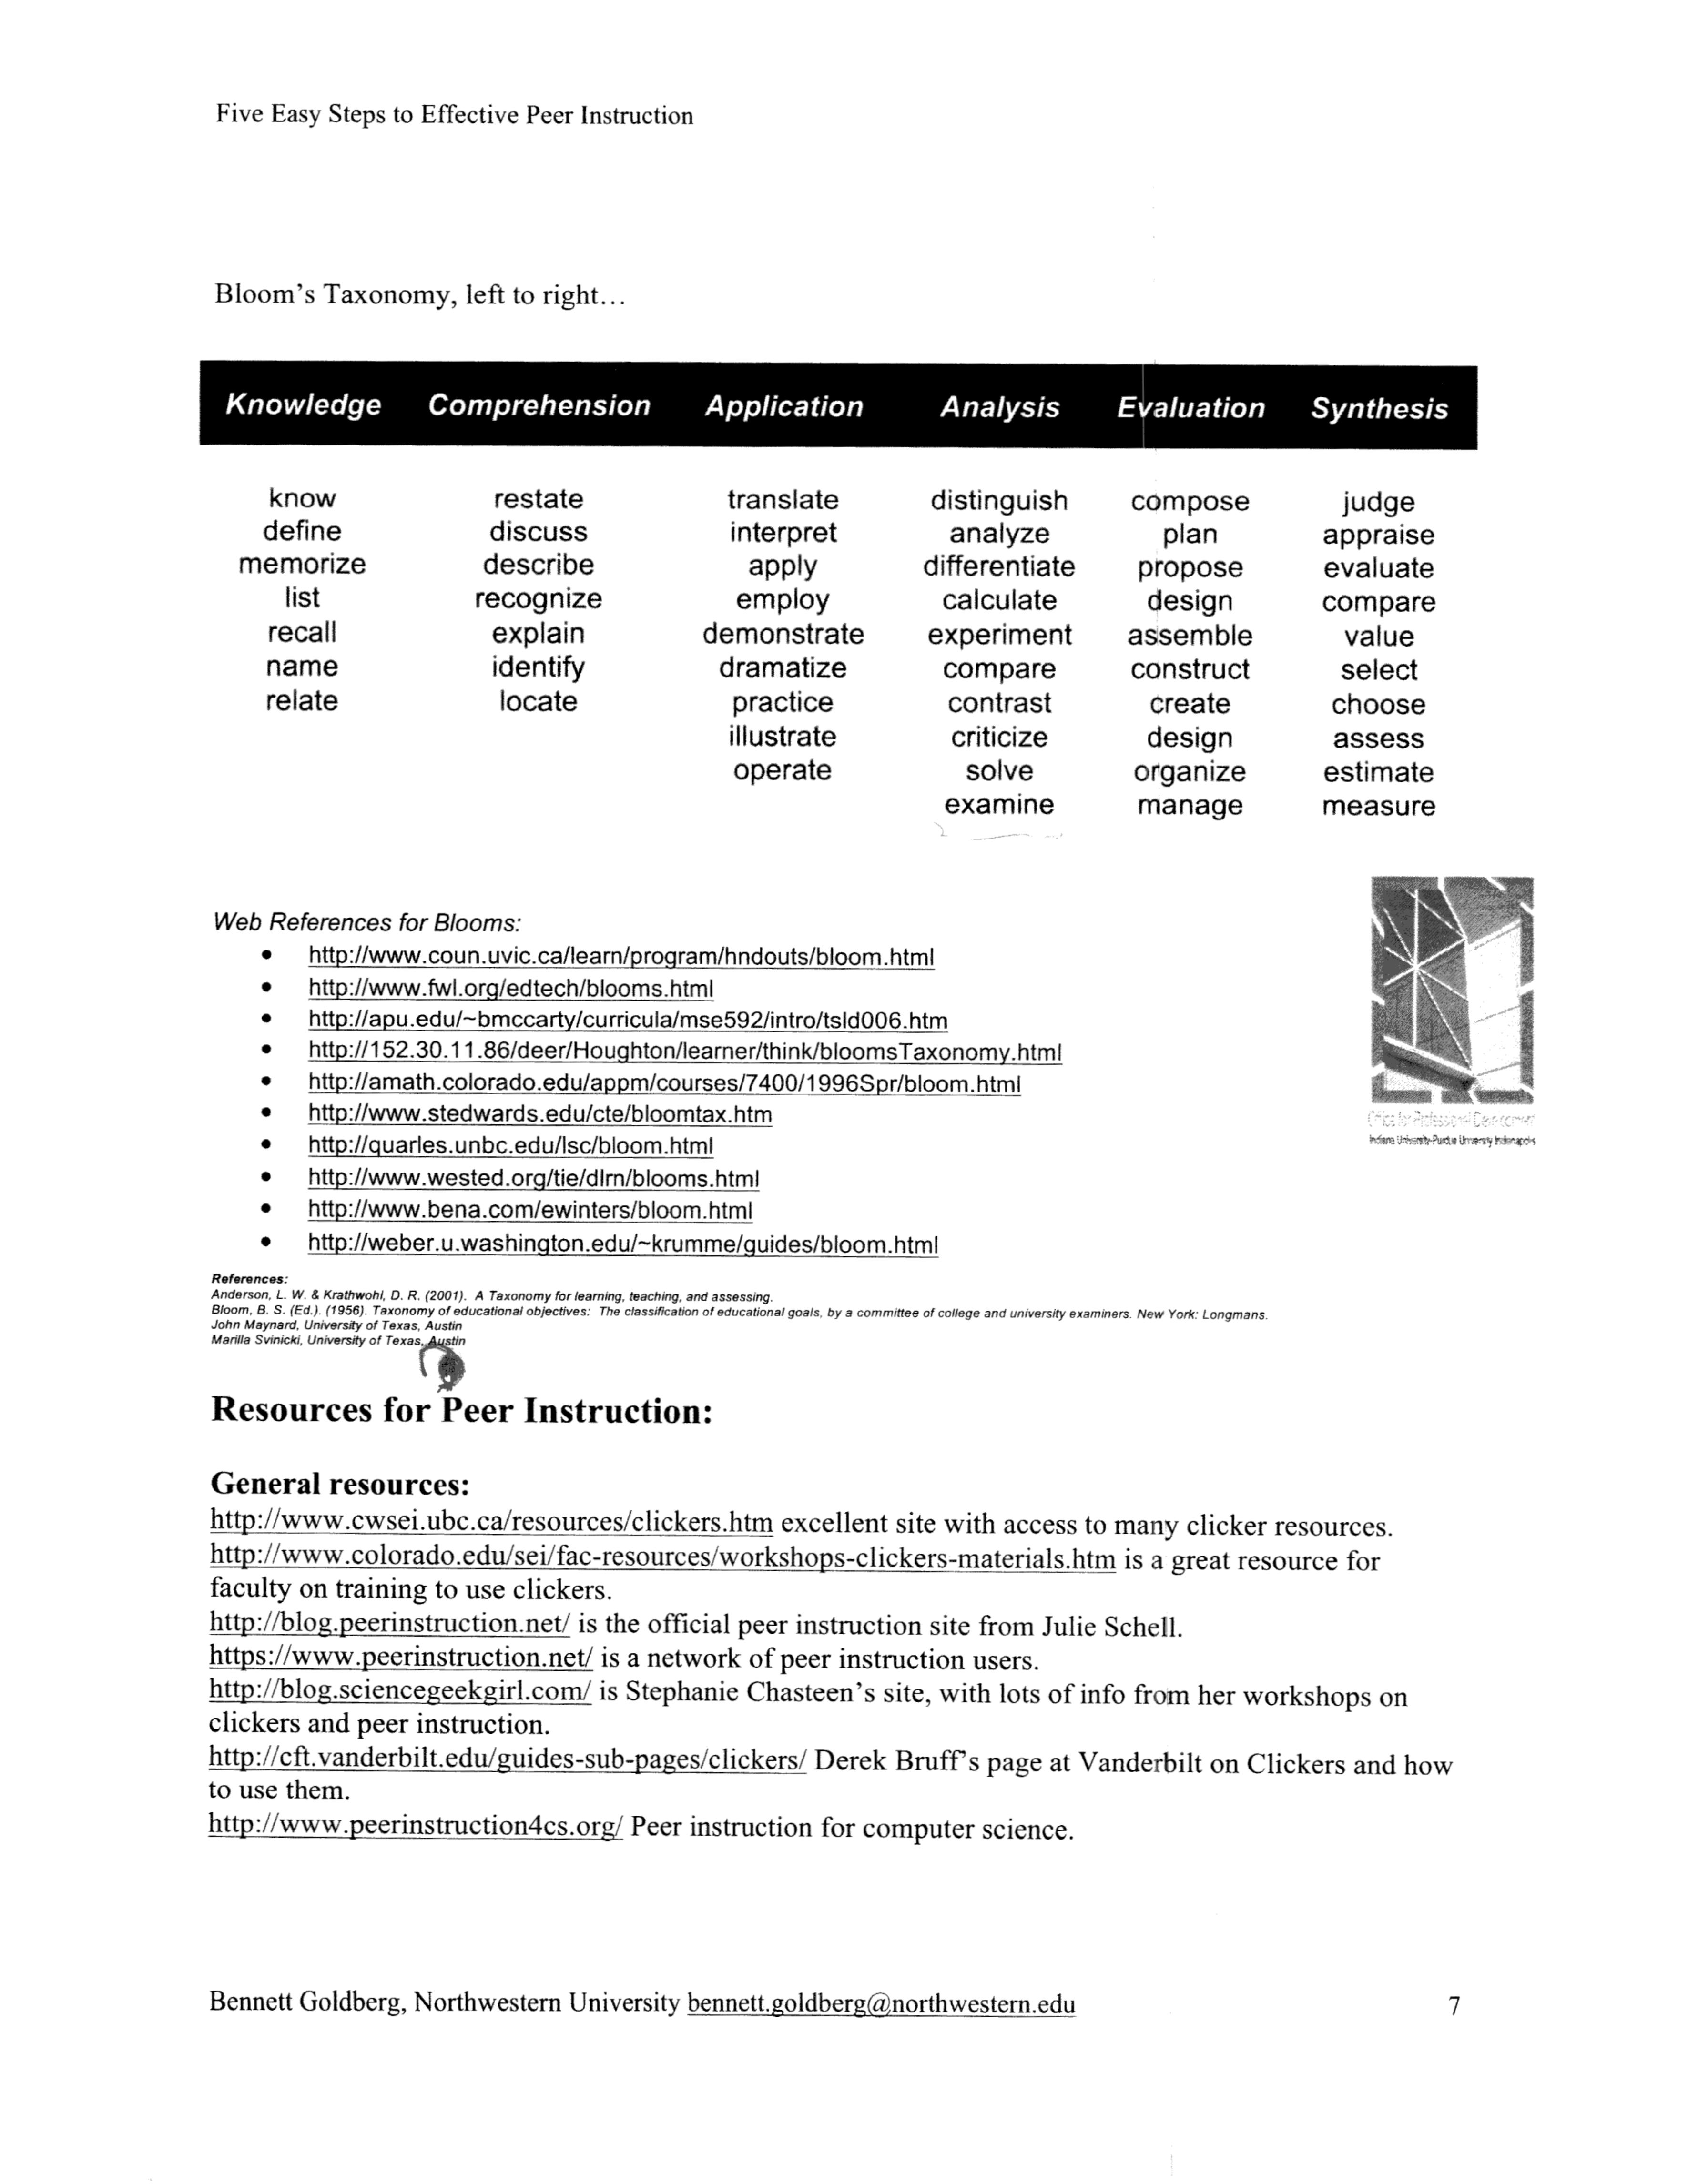 Five Easy Steps to Effective Peer Instruction
Bloom's Taxonomy, left to right...
Knowledge Comprehension Application Analysis Evaluation Synthesis
know restate translate distinguish compose judge
define discuss interpret analyze plan appraise
memorize describe apply differentiate propose evaluate
list recognize employ calculate design compare
recall explain demonstrate experiment assemble value
name identify dramatize compare construct select
relate locate practice contrast create choose
illustrate criticize design assess
operate solve organize estimate
examine manage measure
Web References for Blooms:
• http://www.coun.uvic.ca/learn/program/hndouts/bloom.html
• http://www.fwl.org/edtech/blooms.html
• http://apu.edu/~bmccarty/curricula/mse592/intro/tsld006.htm
• http://152.30.11.86/deer/Houghton/learner/think/bloomsTaxonomy.html
• http://amath.colorado.edu/appm/courses/7400/1996Spr/bloom.html
• http://www.stedwards.edu/cte/bloomtax.htm
• http://quarles.unbc.edu/lsc/bloom.html
• http://www.wested.org/tie/dlrn/blooms.html
• http://www.bena.com/ewinters/bloom.html
• http://weber.u.washington.edu/~krumme/guides/bloom.html
Office for Professional Development
Indiana University-Purdue University Indianapolis
References:
Anderson, L. W. & Krathwohl, D. R. (2001). A Taxonomy for learning, teaching, and assessing.
Bloom, B. S. (Ed.). (1956). Taxonomy of educational objectives: The classification of educational goals, by a committee of college and university examiners. New York: Longmans.
John Maynard, University of Texas, Austin
Marilla Svinicki, University of Texas, Austin
Resources for Peer Instruction:
General resources:
http://www.cwsei.ubc.ca/resources/clickers.htm excellent site with access to many clicker resources.
http://www.colorado.edu/sei/fac-resources/workshops-clickers-materials.htm is a great resource for
faculty on training to use clickers.
http://blog.peerinstruction.net/ is the official peer instruction site from Julie Schell.
https://www.peerinstruction.net/ is a network of peer instruction users.
http://blog.sciencegeekgirl.com/ is Stephanie Chasteen's site, with lots of info from her workshops on
clickers and peer instruction.
http://cft.vanderbilt.edu/guides-sub-pages/clickers/ Derek Bruff's page at Vanderbilt on Clickers and how
to use them.
http://www.peerinstruction4cs.org/ Peer instruction for computer science.
Bennett Goldberg, Northwestern University bennett.goldberg@northwestern.edu 7